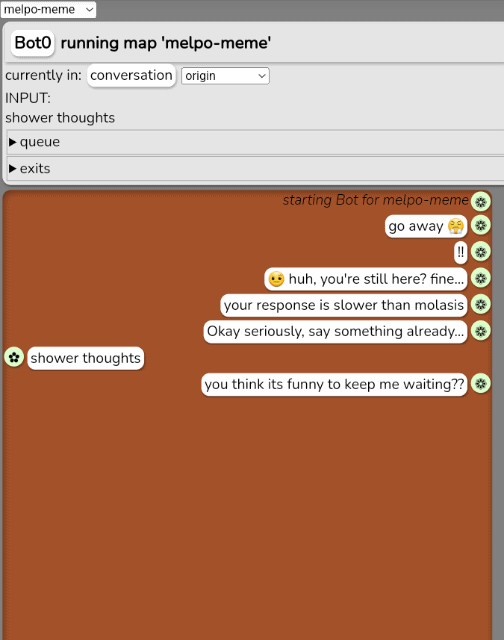 melpo-meme
Bot0 running map 'melpo-meme'
currently in: conversation origin
INPUT:
shower thoughts
queue
exits
starting Bot for melpo-meme
go away 😤
!!
🤨 huh, you're still here? fine...
your response is slower than molasis
Okay seriously, say something already...
shower thoughts
you think its funny to keep me waiting??